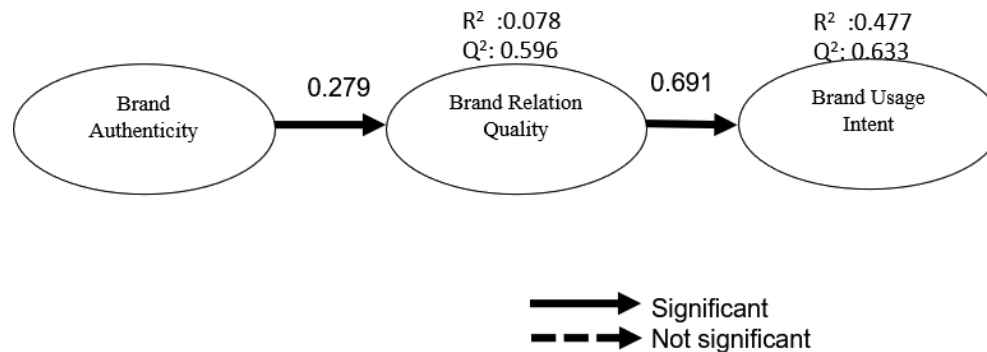 R² :0.078
Q²: 0.596
R² :0.477
Q²: 0.633
0.279
0.691
Brand
Authenticity
Brand Relation
Quality
Brand Usage
Intent
Significant
Not significant